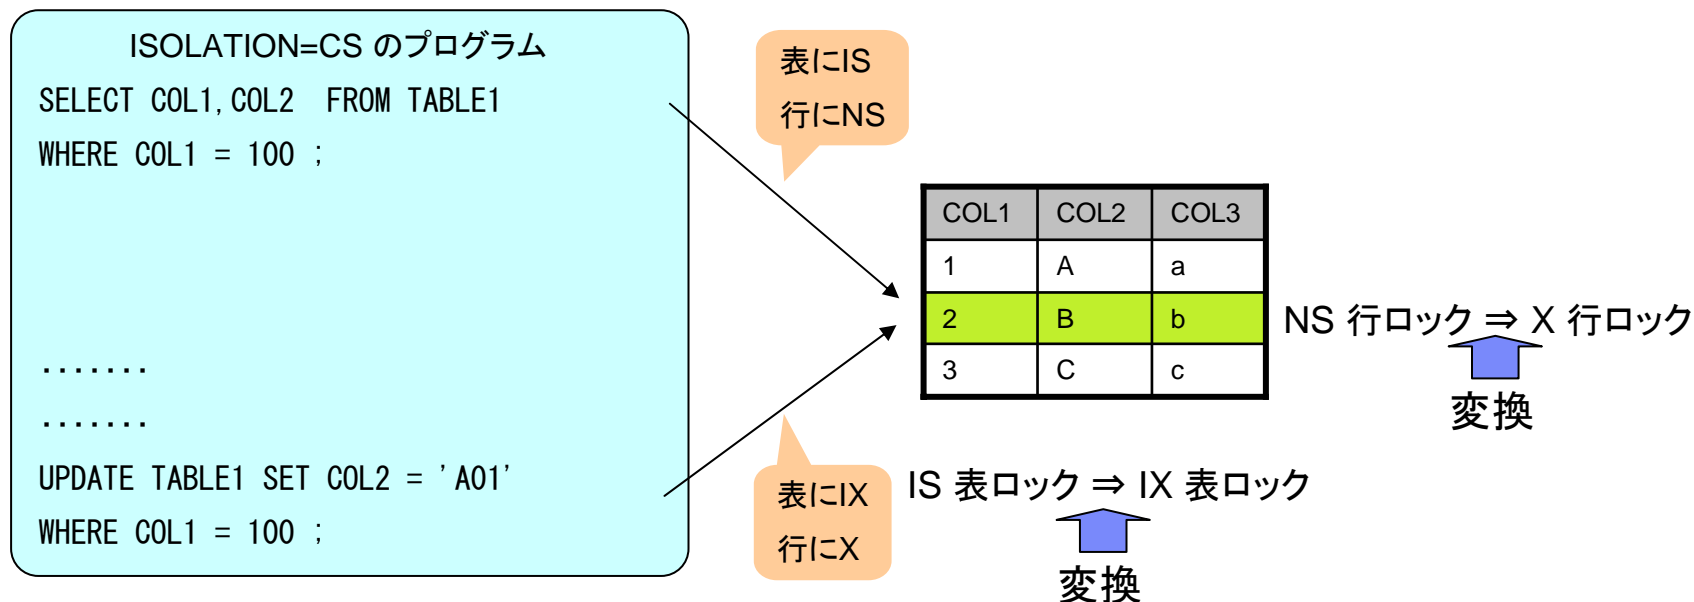 ISOLATION=CS のプログラム
SELECT COL1,COL2 FROM TABLE1
WHERE COL1 = 100 ;
.......
.......
UPDATE TABLE1 SET COL2 = 'A01'
WHERE COL1 = 100 ;
表にIS
行にNS
COL1 COL2 COL3
1 A a
2 B b
3 C c
NS 行ロック ⇒ X 行ロック
変換
表にIX
行にX
IS 表ロック ⇒ IX 表ロック
変換